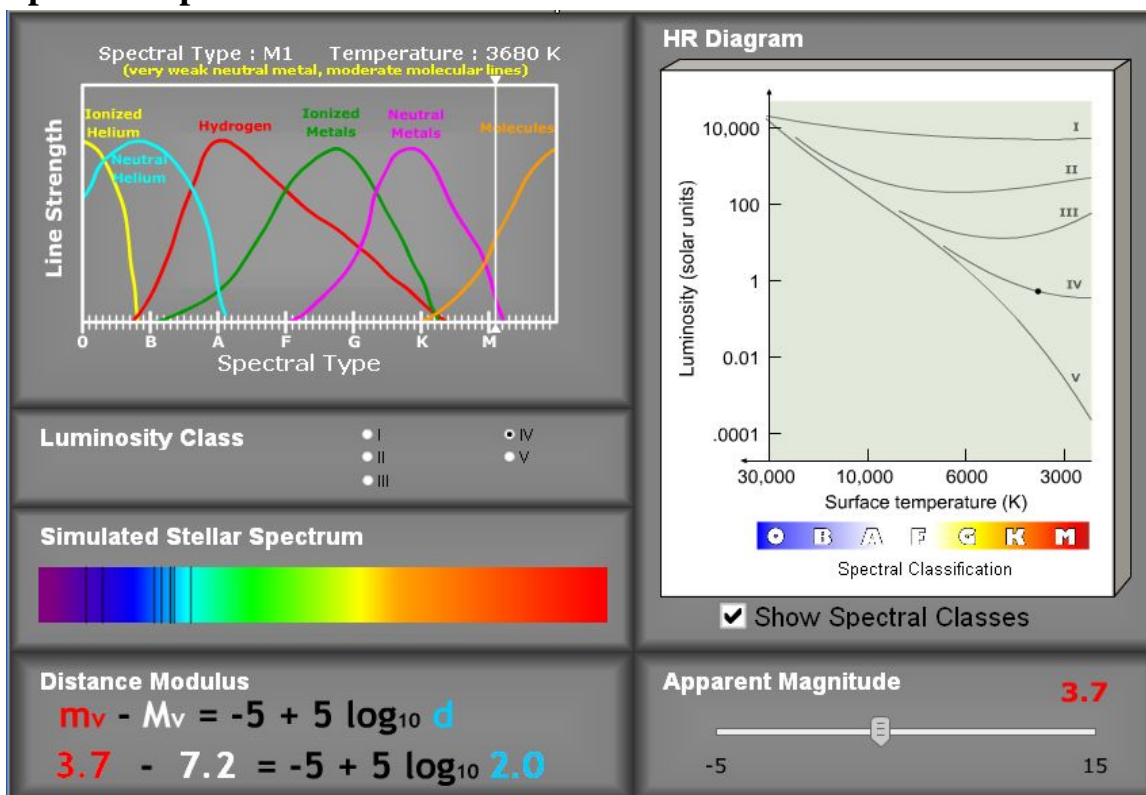 Spectral Type : M1 Temperature : 3680 K
(very weak neutral metal, moderate molecular lines)
Line Strength
Ionized
Helium
Neutral
Helium
Hydrogen
Ionized
Metals
Neutral
Metals
Molecules
O B A F G K M
Spectral Type
Luminosity Class
I
II
III
IV
V
Simulated Stellar Spectrum
Distance Modulus
mv - Mv = -5 + 5 log10 d
3.7 - 7.2 = -5 + 5 log10 2.0
HR Diagram
Luminosity (solar units)
10,000
100
1
0.01
.0001
I
II
III
IV
V
30,000 10,000 6000 3000
Surface temperature (K)
O B A F G K M
Spectral Classification
Show Spectral Classes
Apparent Magnitude
3.7
-5 15